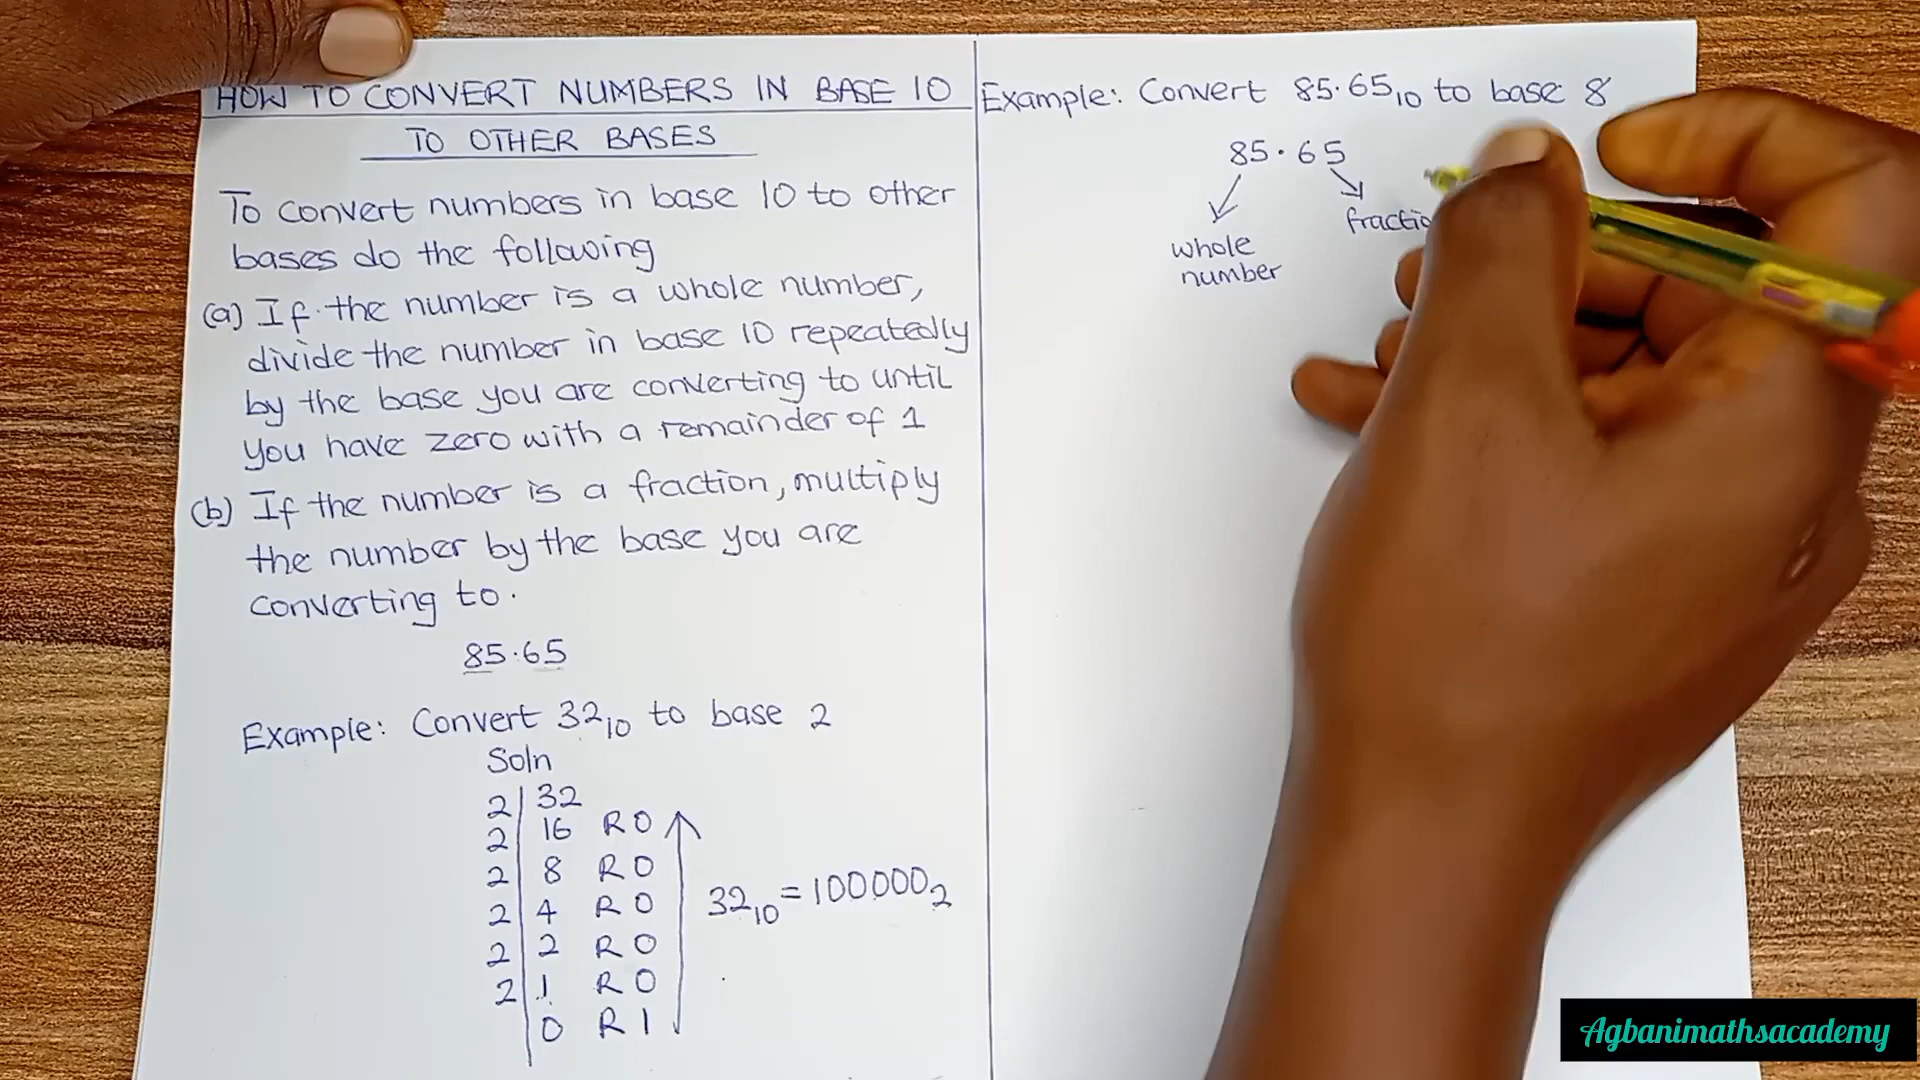 HOW TO CONVERT NUMBERS IN BASE 10
TO OTHER BASES
To convert numbers in base 10 to other
bases do the following
(a) If the number is a whole number,
divide the number in base 10 repeatedly
by the base you are converting to until
you have zero with a remainder of 1
(b) If the number is a fraction, multiply
the number by the base you are
converting to.
85.65
Example: Convert 32₁₀ to base 2
Soln
2 | 32
2 | 16 R 0
2 | 8 R 0
2 | 4 R 0
2 | 2 R 0
2 | 1 R 0
0 R 1
32₁₀ = 100000₂
Example: Convert 85.65₁₀ to base 8
85.65
whole
number
Agbanimathsacademy